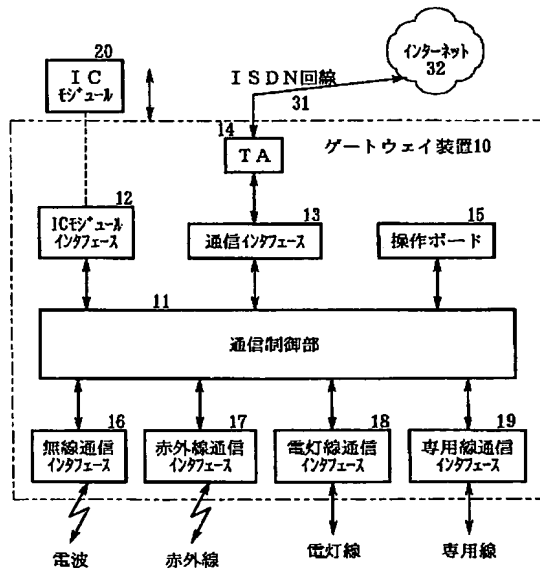 20
ＩＣ
ﾓｼﾞｭｰﾙ
インターネット
32
ＩＳＤＮ回線
31
14
ＴＡ
ゲートウェイ装置10
12
ICﾓｼﾞｭｰﾙ
インタフェース
13
通信インタフェース
15
操作ボード
11
通信制御部
16
無線通信
インタフェース
17
赤外線通信
インタフェース
18
電灯線通信
インタフェース
19
専用線通信
インタフェース
電波
赤外線
電灯線
専用線